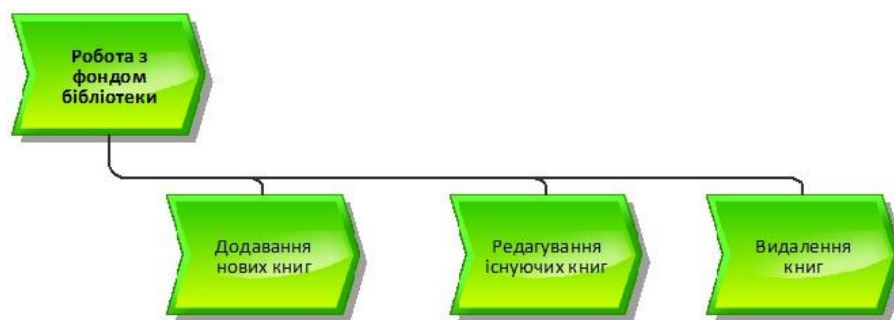 Робота з
фондом
бібліотеки
Додавання
нових книг
Редагування
існуючих книг
Видалення
книг